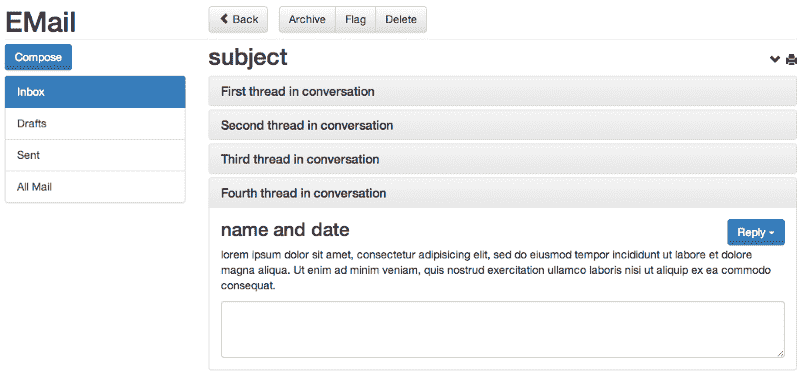 EMail
Back Archive Flag Delete
Compose
subject
Inbox
Drafts
Sent
All Mail
First thread in conversation
Second thread in conversation
Third thread in conversation
Fourth thread in conversation
name and date
Reply
lorem ipsum dolor sit amet, consectetur adipisicing elit, sed do eiusmod tempor incididunt ut labore et dolore
magna aliqua. Ut enim ad minim veniam, quis nostrud exercitation ullamco laboris nisi ut aliquip ex ea commodo
consequat.